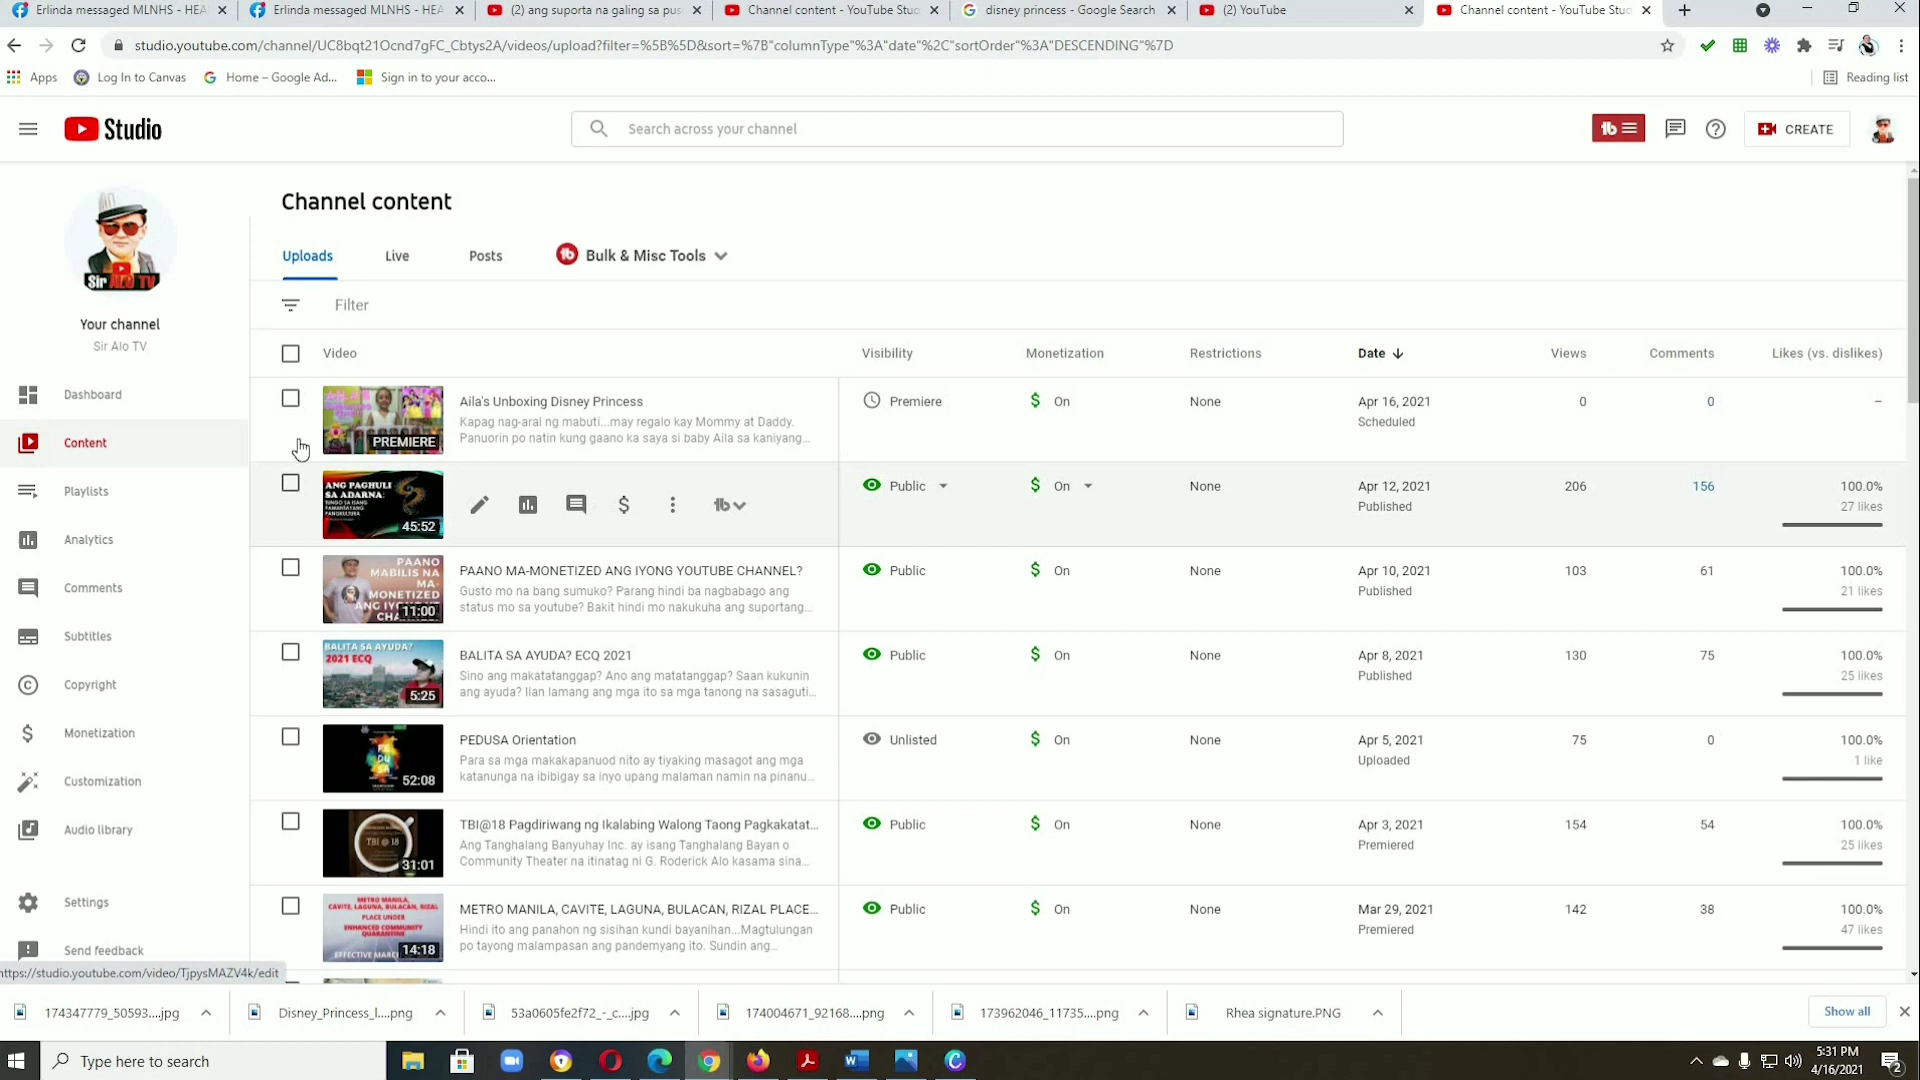 Erlinda messaged MLNHS - HEA
Erlinda messaged MLNHS - HEA
(2) ang suporta na galing sa pus
Channel content - YouTube Stu
disney princess - Google Search
(2) YouTube
Channel content - YouTube Stu
studio.youtube.com/channel/UC8bqt21Ocnd7gFC_Cbtys2A/videos/upload?filter=%5B%5D&sort=%7B"columnType"%3A"date"%2C"sortOrder"%3A"DESCENDING"%7D
Apps
Log In to Canvas
Home – Google Ad...
Sign in to your acco...
Reading list
Studio
Search across your channel
CREATE
Channel content
Sir ALO TV
Your channel
Sir Alo TV
Uploads
Live
Posts
Bulk & Misc Tools
Filter
Video
Visibility
Monetization
Restrictions
Date
Views
Comments
Likes (vs. dislikes)
Dashboard
Content
Playlists
Analytics
Comments
Subtitles
Copyright
Monetization
Customization
Audio library
Settings
Send feedback
PREMIERE
Aila's Unboxing Disney Princess
Kapag nag-aral ng mabuti...may regalo kay Mommy at Daddy.
Panuorin po natin kung gaano ka saya si baby Aila sa kaniyang...
Premiere
On
None
Apr 16, 2021
Scheduled
0
0
–
ANG PAGHULI
SA ADARNA:
45:52
Public
On
None
Apr 12, 2021
Published
206
156
100.0%
27 likes
PAANO
MABILIS NA
MA-
MONETIZED
ANG IYONG
11:00
PAANO MA-MONETIZED ANG IYONG YOUTUBE CHANNEL?
Gusto mo na bang sumuko? Parang hindi ba nagbabago ang
status mo sa youtube? Bakit hindi mo nakukuha ang suportang...
Public
On
None
Apr 10, 2021
Published
103
61
100.0%
21 likes
BALITA SA AYUDA?
2021 ECQ
5:25
BALITA SA AYUDA? ECQ 2021
Sino ang makatatanggap? Ano ang matatanggap? Saan kukunin
ang ayuda? Ilan lamang ang mga ito sa mga tanong na sasaguti...
Public
On
None
Apr 8, 2021
Published
130
75
100.0%
25 likes
52:08
PEDUSA Orientation
Para sa mga makakapanuod nito ay tiyaking masagot ang mga
katanunga na ibibigay sa inyo upang malaman namin na pinanu...
Unlisted
On
None
Apr 5, 2021
Uploaded
75
0
100.0%
1 like
TBI @ 18
31:01
TBI@18 Pagdiriwang ng Ikalabing Walong Taong Pagkakatat...
Ang Tanghalang Banyuhay Inc. ay isang Tanghalang Bayan o
Community Theater na itinatag ni G. Roderick Alo kasama sina...
Public
On
None
Apr 3, 2021
Premiered
154
54
100.0%
25 likes
METRO MANILA,
CAVITE, LAGUNA, BULACAN, RIZAL
PLACE UNDER
ENHANCED COMMUNITY
QUARANTINE
14:18
METRO MANILA, CAVITE, LAGUNA, BULACAN, RIZAL PLACE...
Hindi ito ang panahon ng sisihan kundi bayanihan...Magtulungan
po tayong malampasan ang pandemyang ito. Sundin ang...
Public
On
None
Mar 29, 2021
Premiered
142
38
100.0%
47 likes
https://studio.youtube.com/video/TjpysMAZV4k/edit
174347779_50593....jpg
Disney_Princess_l....png
53a0605fe2f72_-_c....jpg
174004671_92168....png
173962046_11735....png
Rhea signature.PNG
Show all
Type here to search
5:31 PM
4/16/2021
2